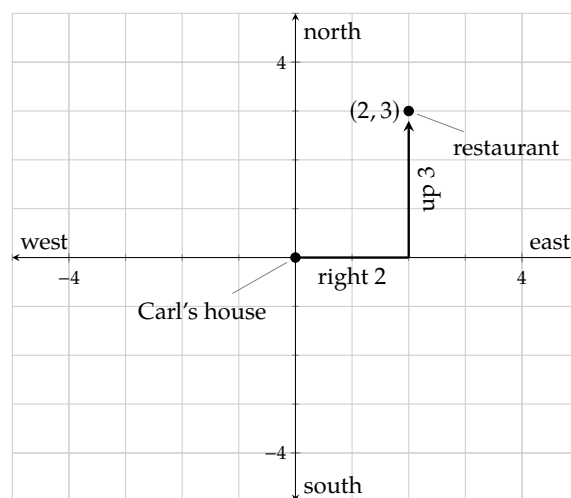 north
4
(2, 3)
restaurant
up 3
west
east
−4
right 2
4
Carl's house
−4
south